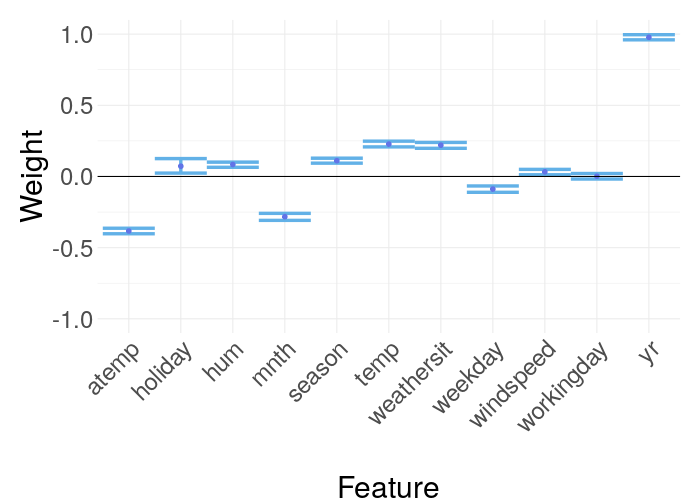 1.0
0.5
0.0
-0.5
-1.0
Weight
atemp
holiday
hum
mnth
season
temp
weathersit
weekday
windspeed
workingday
yr
Feature